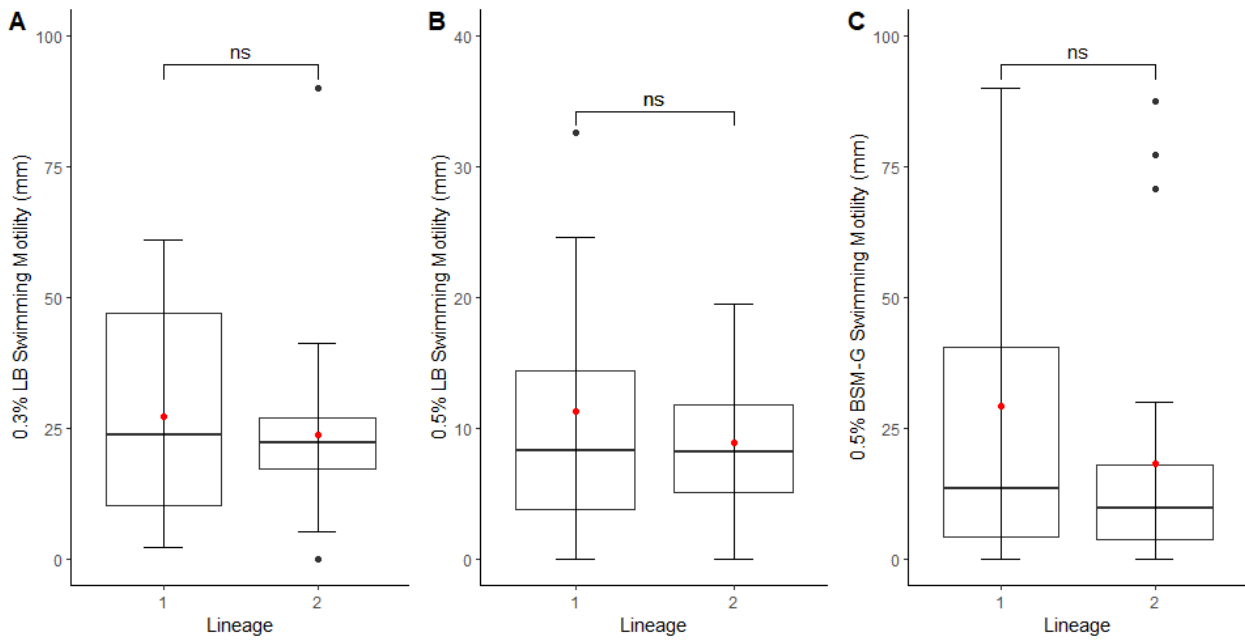 A
0.3% LB Swimming Motility (mm)
100
75
50
25
0
ns
1
2
Lineage
B
0.5% LB Swimming Motility (mm)
40
30
20
10
0
ns
1
2
Lineage
C
0.5% BSM-G Swimming Motility (mm)
100
75
50
25
0
ns
1
2
Lineage